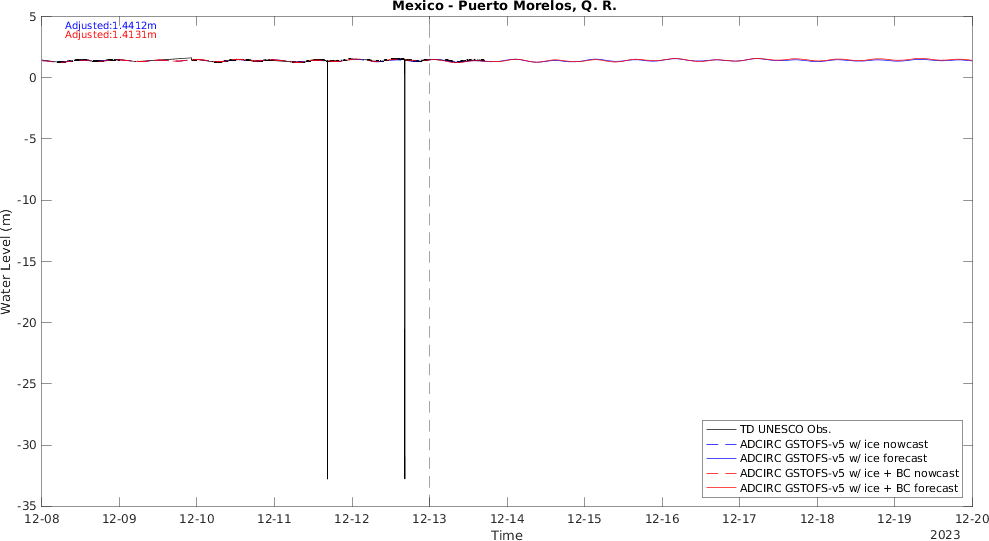 Mexico - Puerto Morelos, Q. R.
Adjusted:1.4412m
Adjusted:1.4131m
5
0
-5
-10
-15
-20
-25
-30
-35
Water Level (m)
12-08 12-09 12-10 12-11 12-12 12-13 12-14 12-15 12-16 12-17 12-18 12-19 12-20
Time
2023
TD UNESCO Obs.
ADCIRC GSTOFS-v5 w/ ice nowcast
ADCIRC GSTOFS-v5 w/ ice forecast
ADCIRC GSTOFS-v5 w/ ice + BC nowcast
ADCIRC GSTOFS-v5 w/ ice + BC forecast